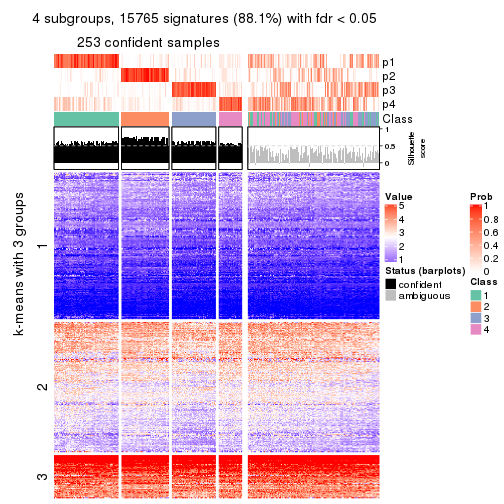 4 subgroups, 15765 signatures (88.1%) with fdr < 0.05
253 confident samples
p1
p2
p3
p4
Class
1
0.5
0
Silhouette
score
k-means with 3 groups
1
2
3
Value
5
4
3
2
1
Status (barplots)
confident
ambiguous
Prob
1
0.8
0.6
0.4
0.2
0
Class
1
2
3
4